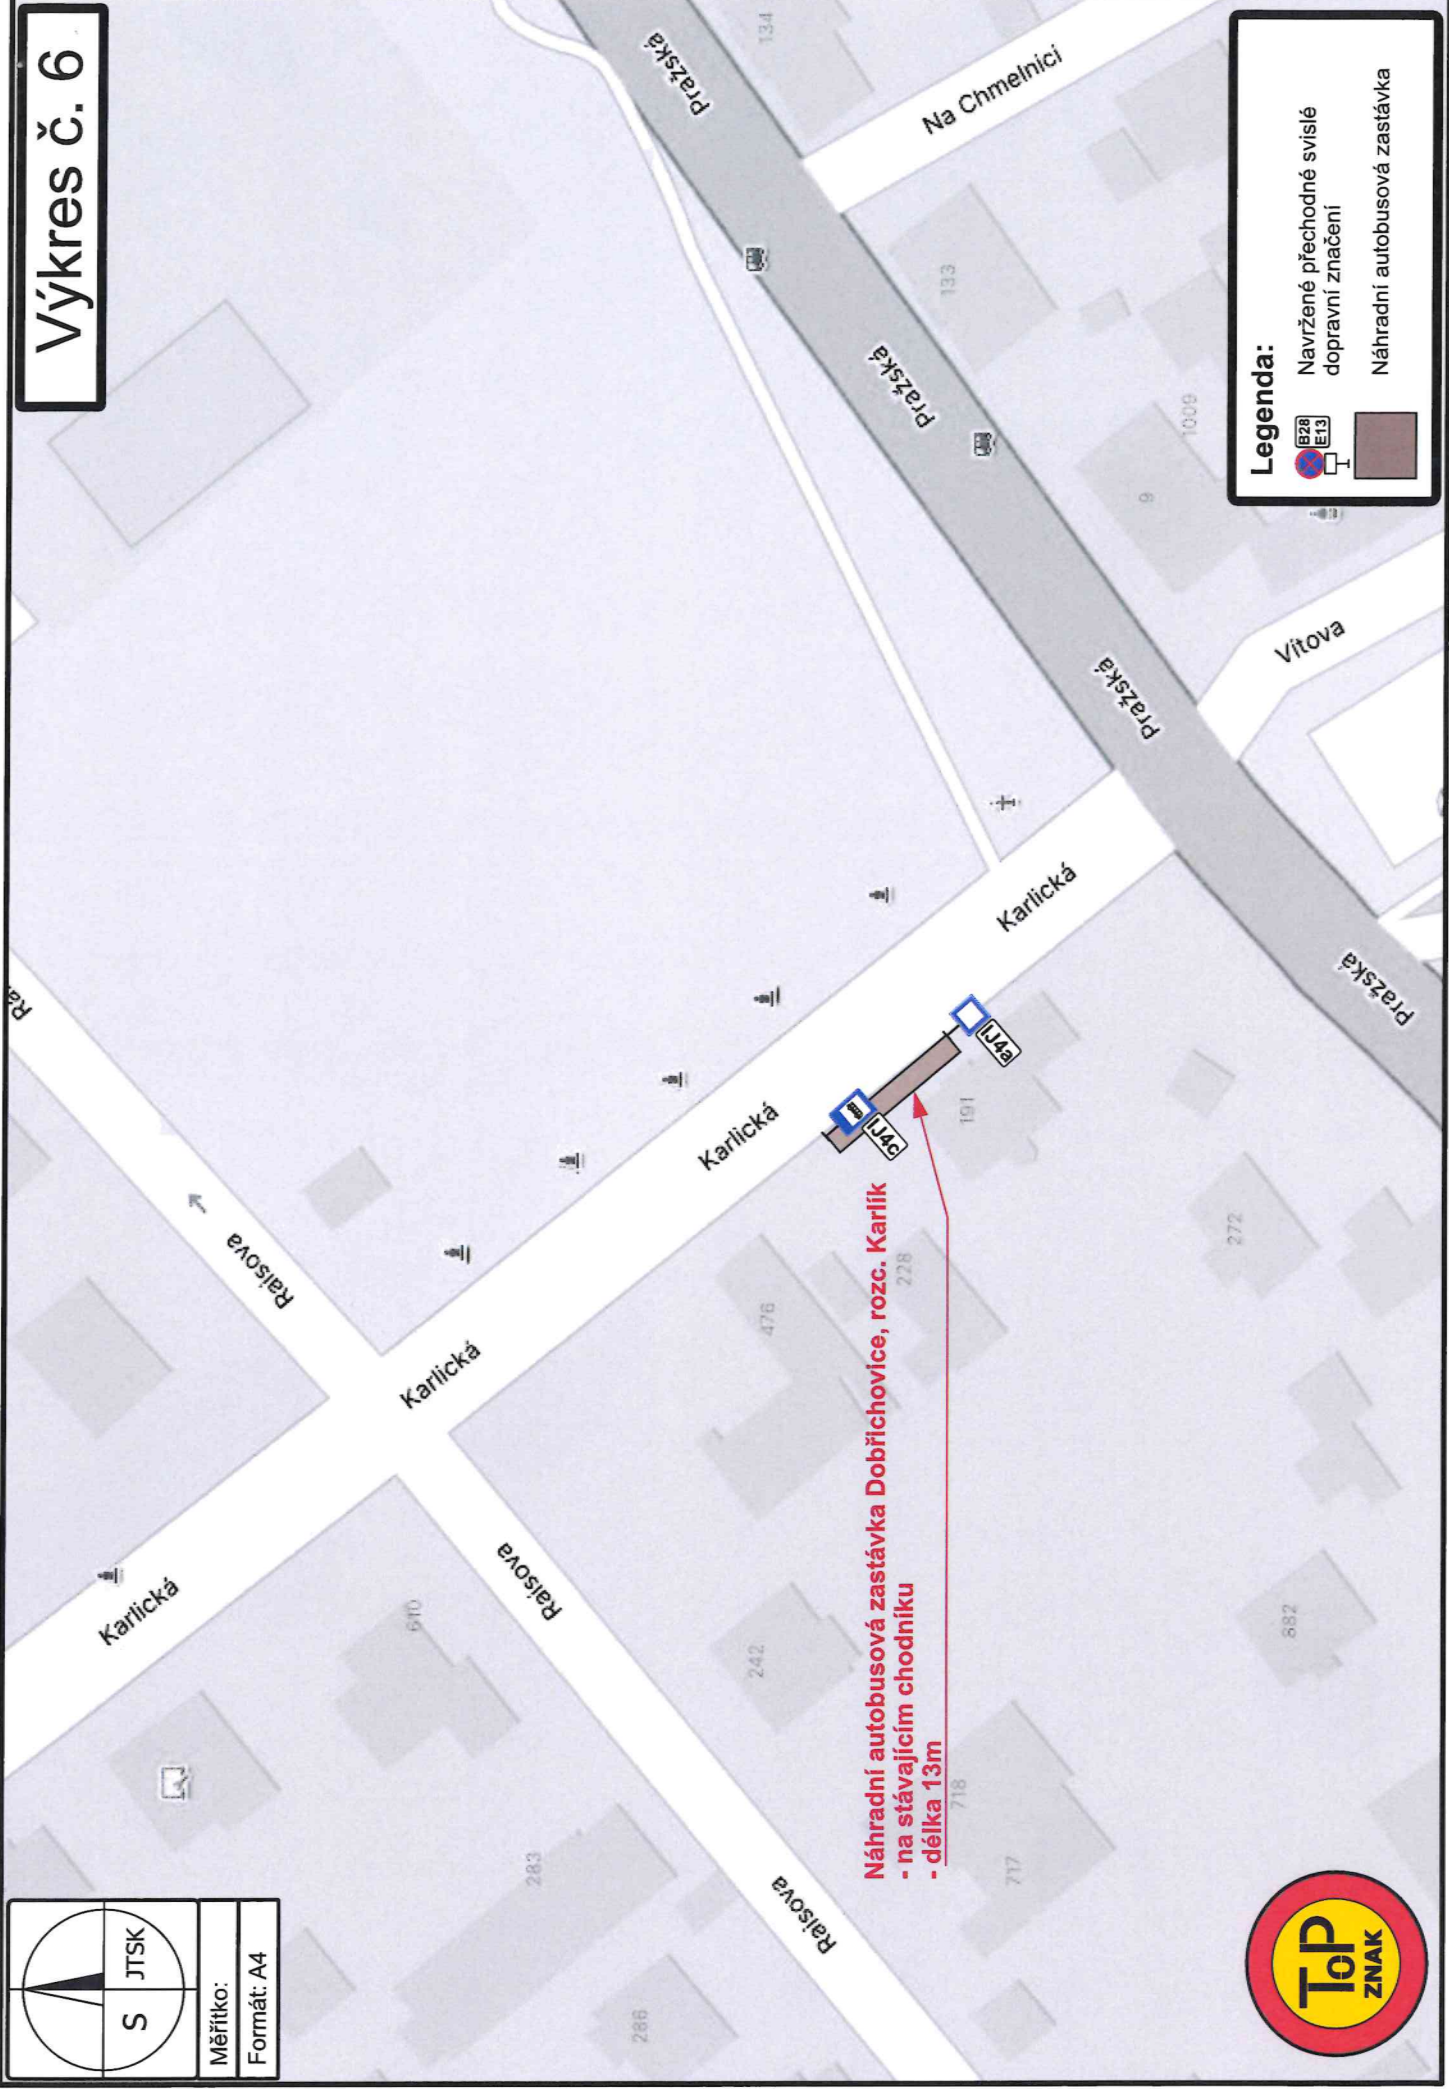 S JTSK
Měřítko:
Formát: A4
Výkres č. 6
Karlická
Karlická
Karlická
Karlická
Raisova
Raisova
Raisova
Ra
Pražská
Pražská
Pražská
Pražská
Na Chmelnici
Vítova
134
133
1009
9
191
228
476
272
242
610
283
286
718
717
882
IJ4c
IJ4a
Náhradní autobusová zastávka Dobřichovice, rozc. Karlík
- na stávajícím chodníku
- délka 13m
Legenda:
B28
E13
Navržené přechodné svislé
dopravní značení
Náhradní autobusová zastávka
ToP
ZNAK